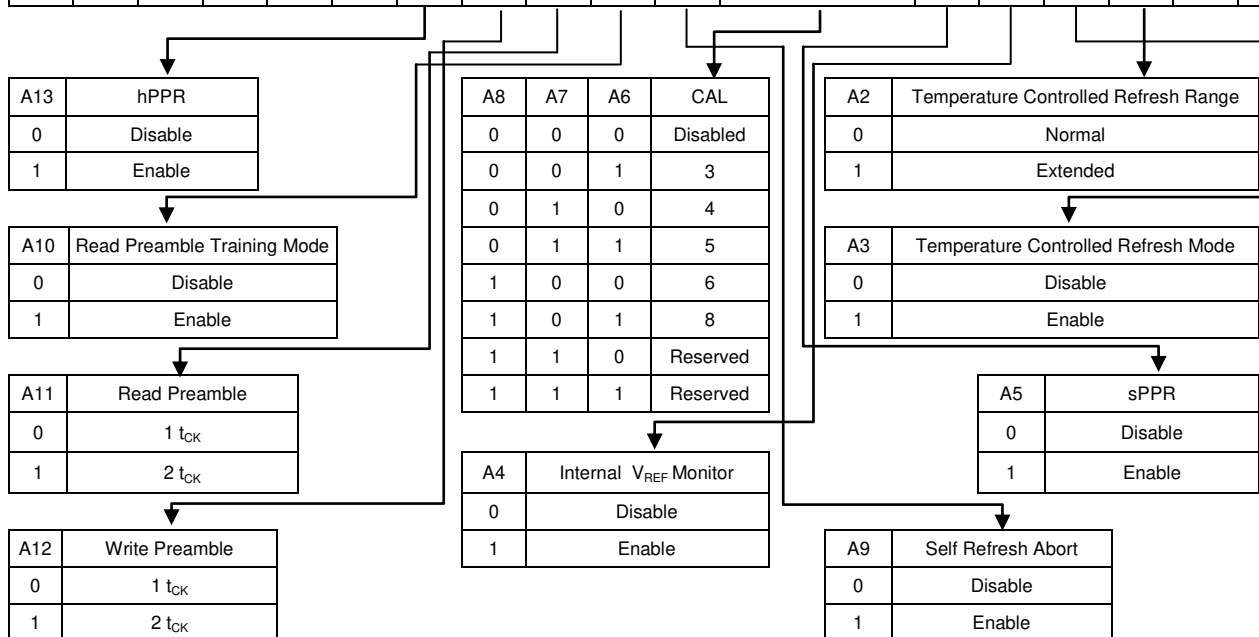 A13 hPPR
0 Disable
1 Enable
A10 Read Preamble Training Mode
0 Disable
1 Enable
A11 Read Preamble
0 1 tCK
1 2 tCK
A12 Write Preamble
0 1 tCK
1 2 tCK
A8 A7 A6 CAL
0 0 0 Disabled
0 0 1 3
0 1 0 4
0 1 1 5
1 0 0 6
1 0 1 8
1 1 0 Reserved
1 1 1 Reserved
A4 Internal VREF Monitor
0 Disable
1 Enable
A2 Temperature Controlled Refresh Range
0 Normal
1 Extended
A3 Temperature Controlled Refresh Mode
0 Disable
1 Enable
A5 sPPR
0 Disable
1 Enable
A9 Self Refresh Abort
0 Disable
1 Enable